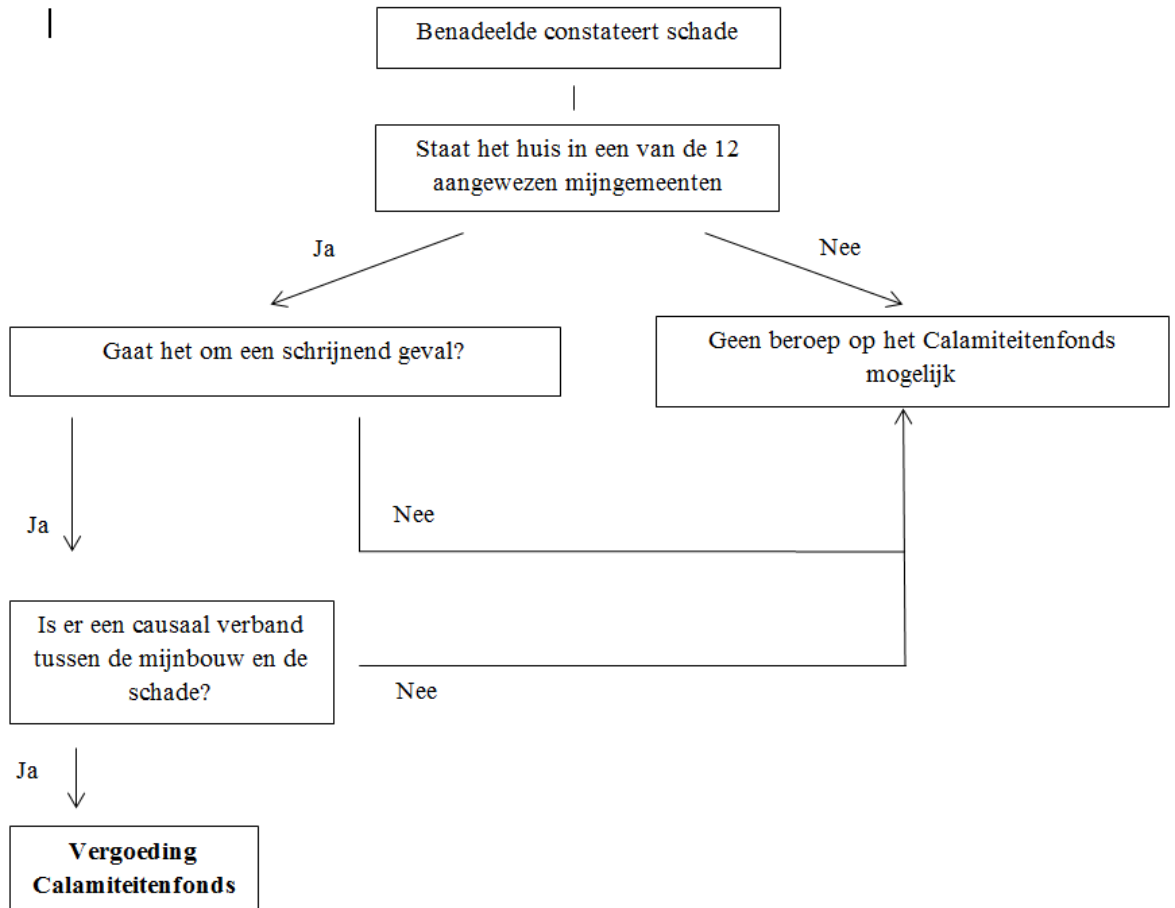 Benadeelde constateert schade
Staat het huis in een van de 12
aangewezen mijngemeenten
Ja
Nee
Gaat het om een schrijnend geval?
Geen beroep op het Calamiteitenfonds
mogelijk
Ja
Nee
Is er een causaal verband
tussen de mijnbouw en de
schade?
Nee
Ja
Vergoeding
Calamiteitenfonds